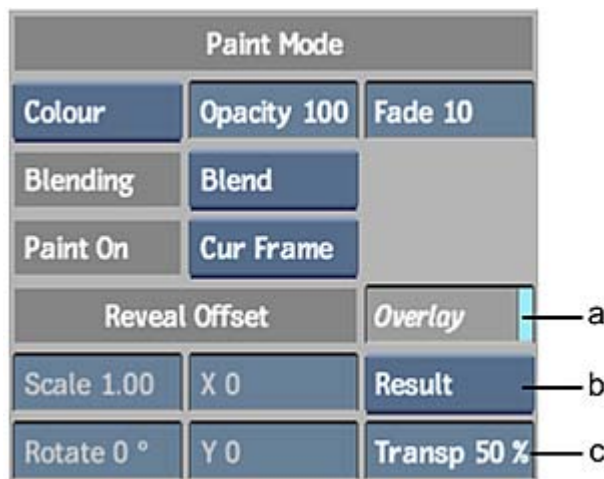 Paint Mode
Colour Opacity 100 Fade 10
Blending Blend
Paint On Cur Frame
Reveal Offset Overlay a
Scale 1.00 X 0 Result b
Rotate 0 ° Y 0 Transp 50 % c